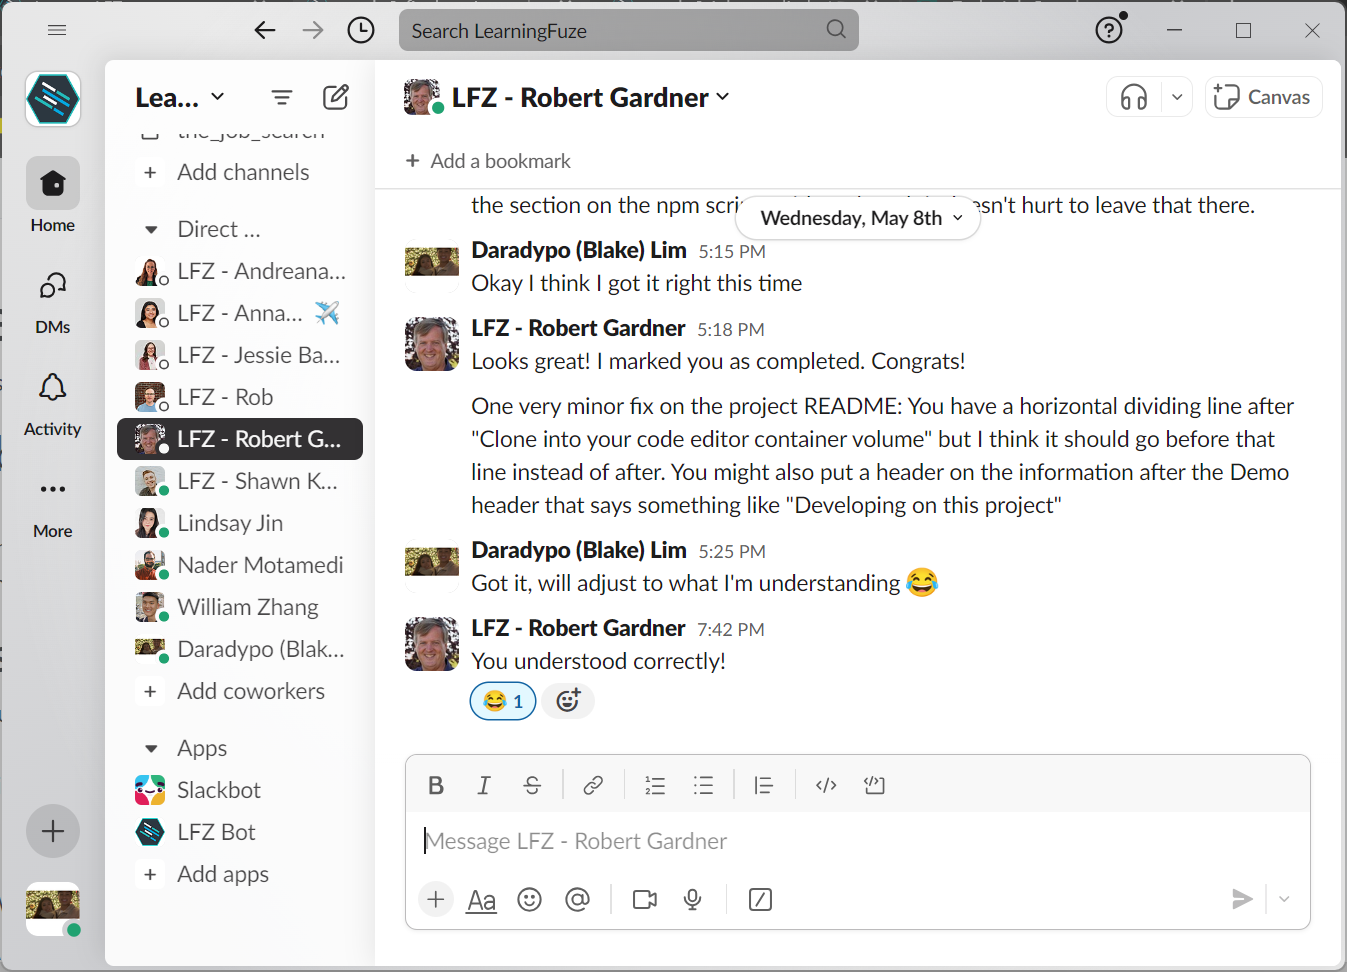 Search LearningFuze
Lea...
Home
DMs
Activity
More
Add channels
Direct ...
LFZ - Andreana...
LFZ - Anna...
LFZ - Jessie Ba...
LFZ - Rob
LFZ - Robert G...
LFZ - Shawn K...
Lindsay Jin
Nader Motamedi
William Zhang
Daradypo (Blak...
Add coworkers
Apps
Slackbot
LFZ Bot
Add apps
LFZ - Robert Gardner
Canvas
Add a bookmark
the section on the npm hurt to leave that there.
Wednesday, May 8th
Daradypo (Blake) Lim 5:15 PM
Okay I think I got it right this time
LFZ - Robert Gardner 5:18 PM
Looks great! I marked you as completed. Congrats!
One very minor fix on the project README: You have a horizontal dividing line after
"Clone into your code editor container volume" but I think it should go before that
line instead of after. You might also put a header on the information after the Demo
header that says something like "Developing on this project"
Daradypo (Blake) Lim 5:25 PM
Got it, will adjust to what I'm understanding 😂
LFZ - Robert Gardner 7:42 PM
You understood correctly!
😂 1
Message LFZ - Robert Gardner